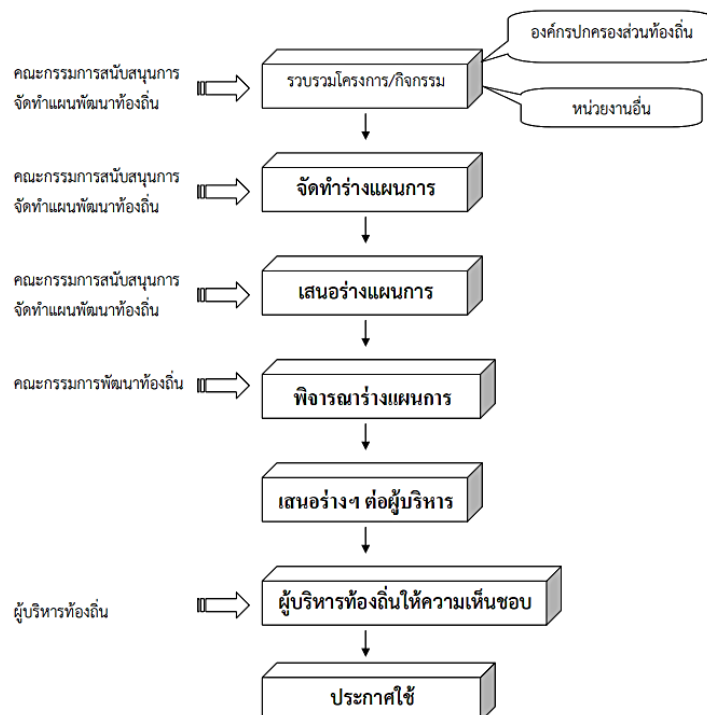 องค์กรปกครองส่วนท้องถิ่น
คณะกรรมการสนับสนุนการ
จัดทำแผนพัฒนาท้องถิ่น
รวบรวมโครงการ/กิจกรรม
หน่วยงานอื่น
คณะกรรมการสนับสนุนการ
จัดทำแผนพัฒนาท้องถิ่น
จัดทำร่างแผนการ
คณะกรรมการสนับสนุนการ
จัดทำแผนพัฒนาท้องถิ่น
เสนอร่างแผนการ
คณะกรรมการพัฒนาท้องถิ่น
พิจารณาร่างแผนการ
เสนอร่างฯ ต่อผู้บริหาร
ผู้บริหารท้องถิ่น
ผู้บริหารท้องถิ่นให้ความเห็นชอบ
ประกาศใช้